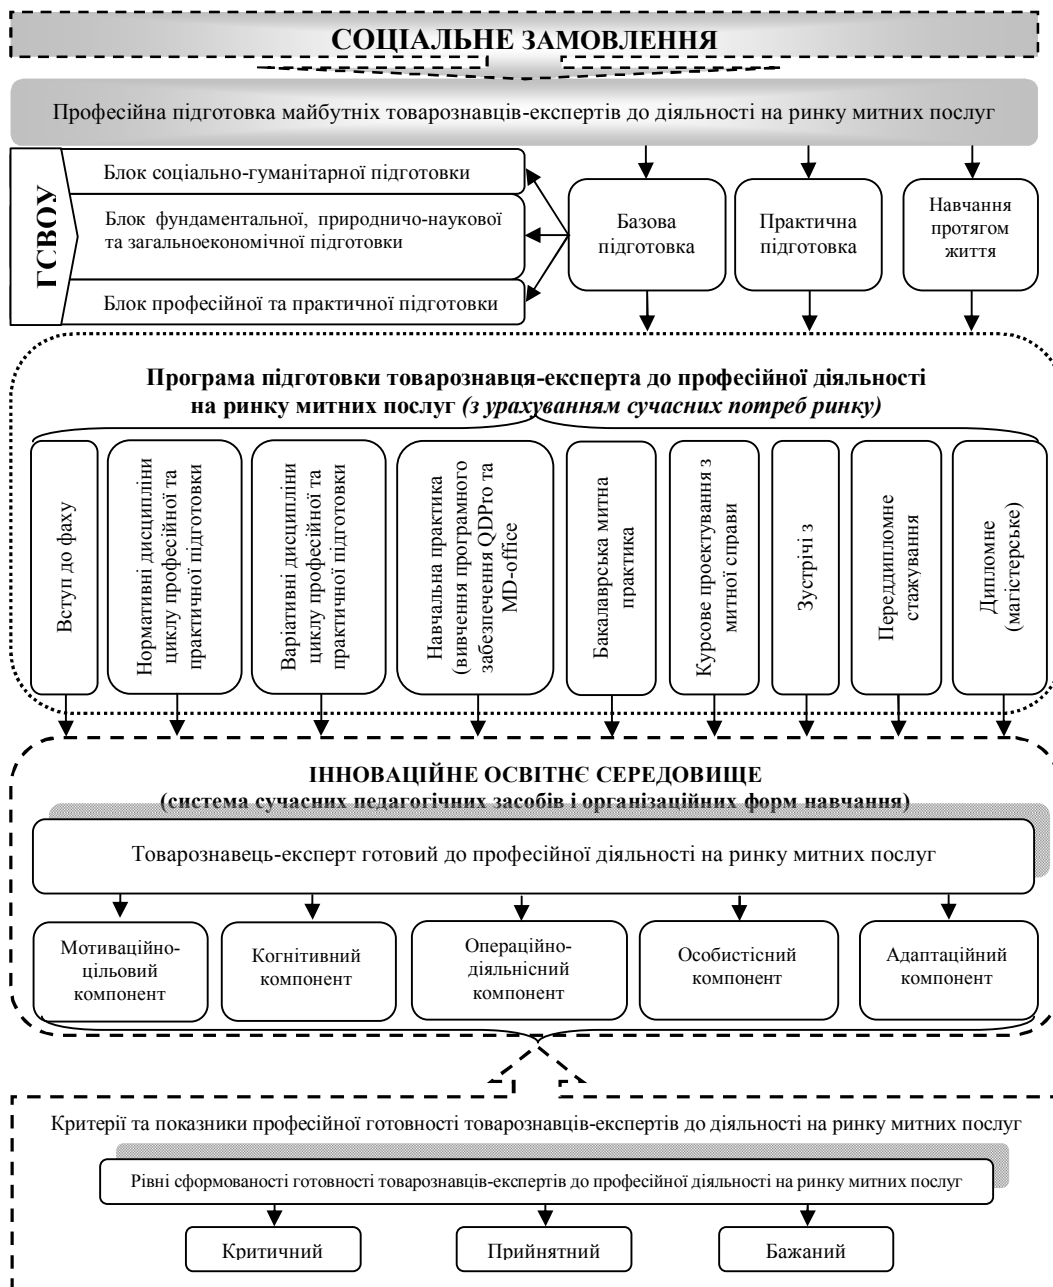 СОЦІАЛЬНЕ ЗАМОВЛЕННЯ
Професійна підготовка майбутніх товарознавців-експертів до діяльності на ринку митних послуг
ГСВОУ
Блок соціально-гуманітарної підготовки
Блок фундаментальної, природничо-наукової
та загальноекономічної підготовки
Блок професійної та практичної підготовки
Базова
підготовка
Практична
підготовка
Навчання
протягом
життя
Програма підготовки товарознавця-експерта до професійної діяльності
на ринку митних послуг (з урахуванням сучасних потреб ринку)
Вступ до фаху
Нормативні дисципліни
циклу професійної та
практичної підготовки
Варіативні дисципліни
циклу професійної та
практичної підготовки
Навчальна практика
(вивчення програмного
забезпечення QDPro та
MD-office
Бакалаврська митна
практика
Курсове проектування з
митної справи
Зустрічі з
Переддипломне
стажування
Дипломне
(магістерське)
ІННОВАЦІЙНЕ ОСВІТНЄ СЕРЕДОВИЩЕ
(система сучасних педагогічних засобів і організаційних форм навчання)
Товарознавець-експерт готовий до професійної діяльності на ринку митних послуг
Мотиваційно-
цільовий
компонент
Когнітивний
компонент
Операційно-
діяльнісний
компонент
Особистісний
компонент
Адаптаційний
компонент
Критерії та показники професійної готовності товарознавців-експертів до діяльності на ринку митних послуг
Рівні сформованості готовності товарознавців-експертів до професійної діяльності на ринку митних послуг
Критичний
Прийнятний
Бажаний